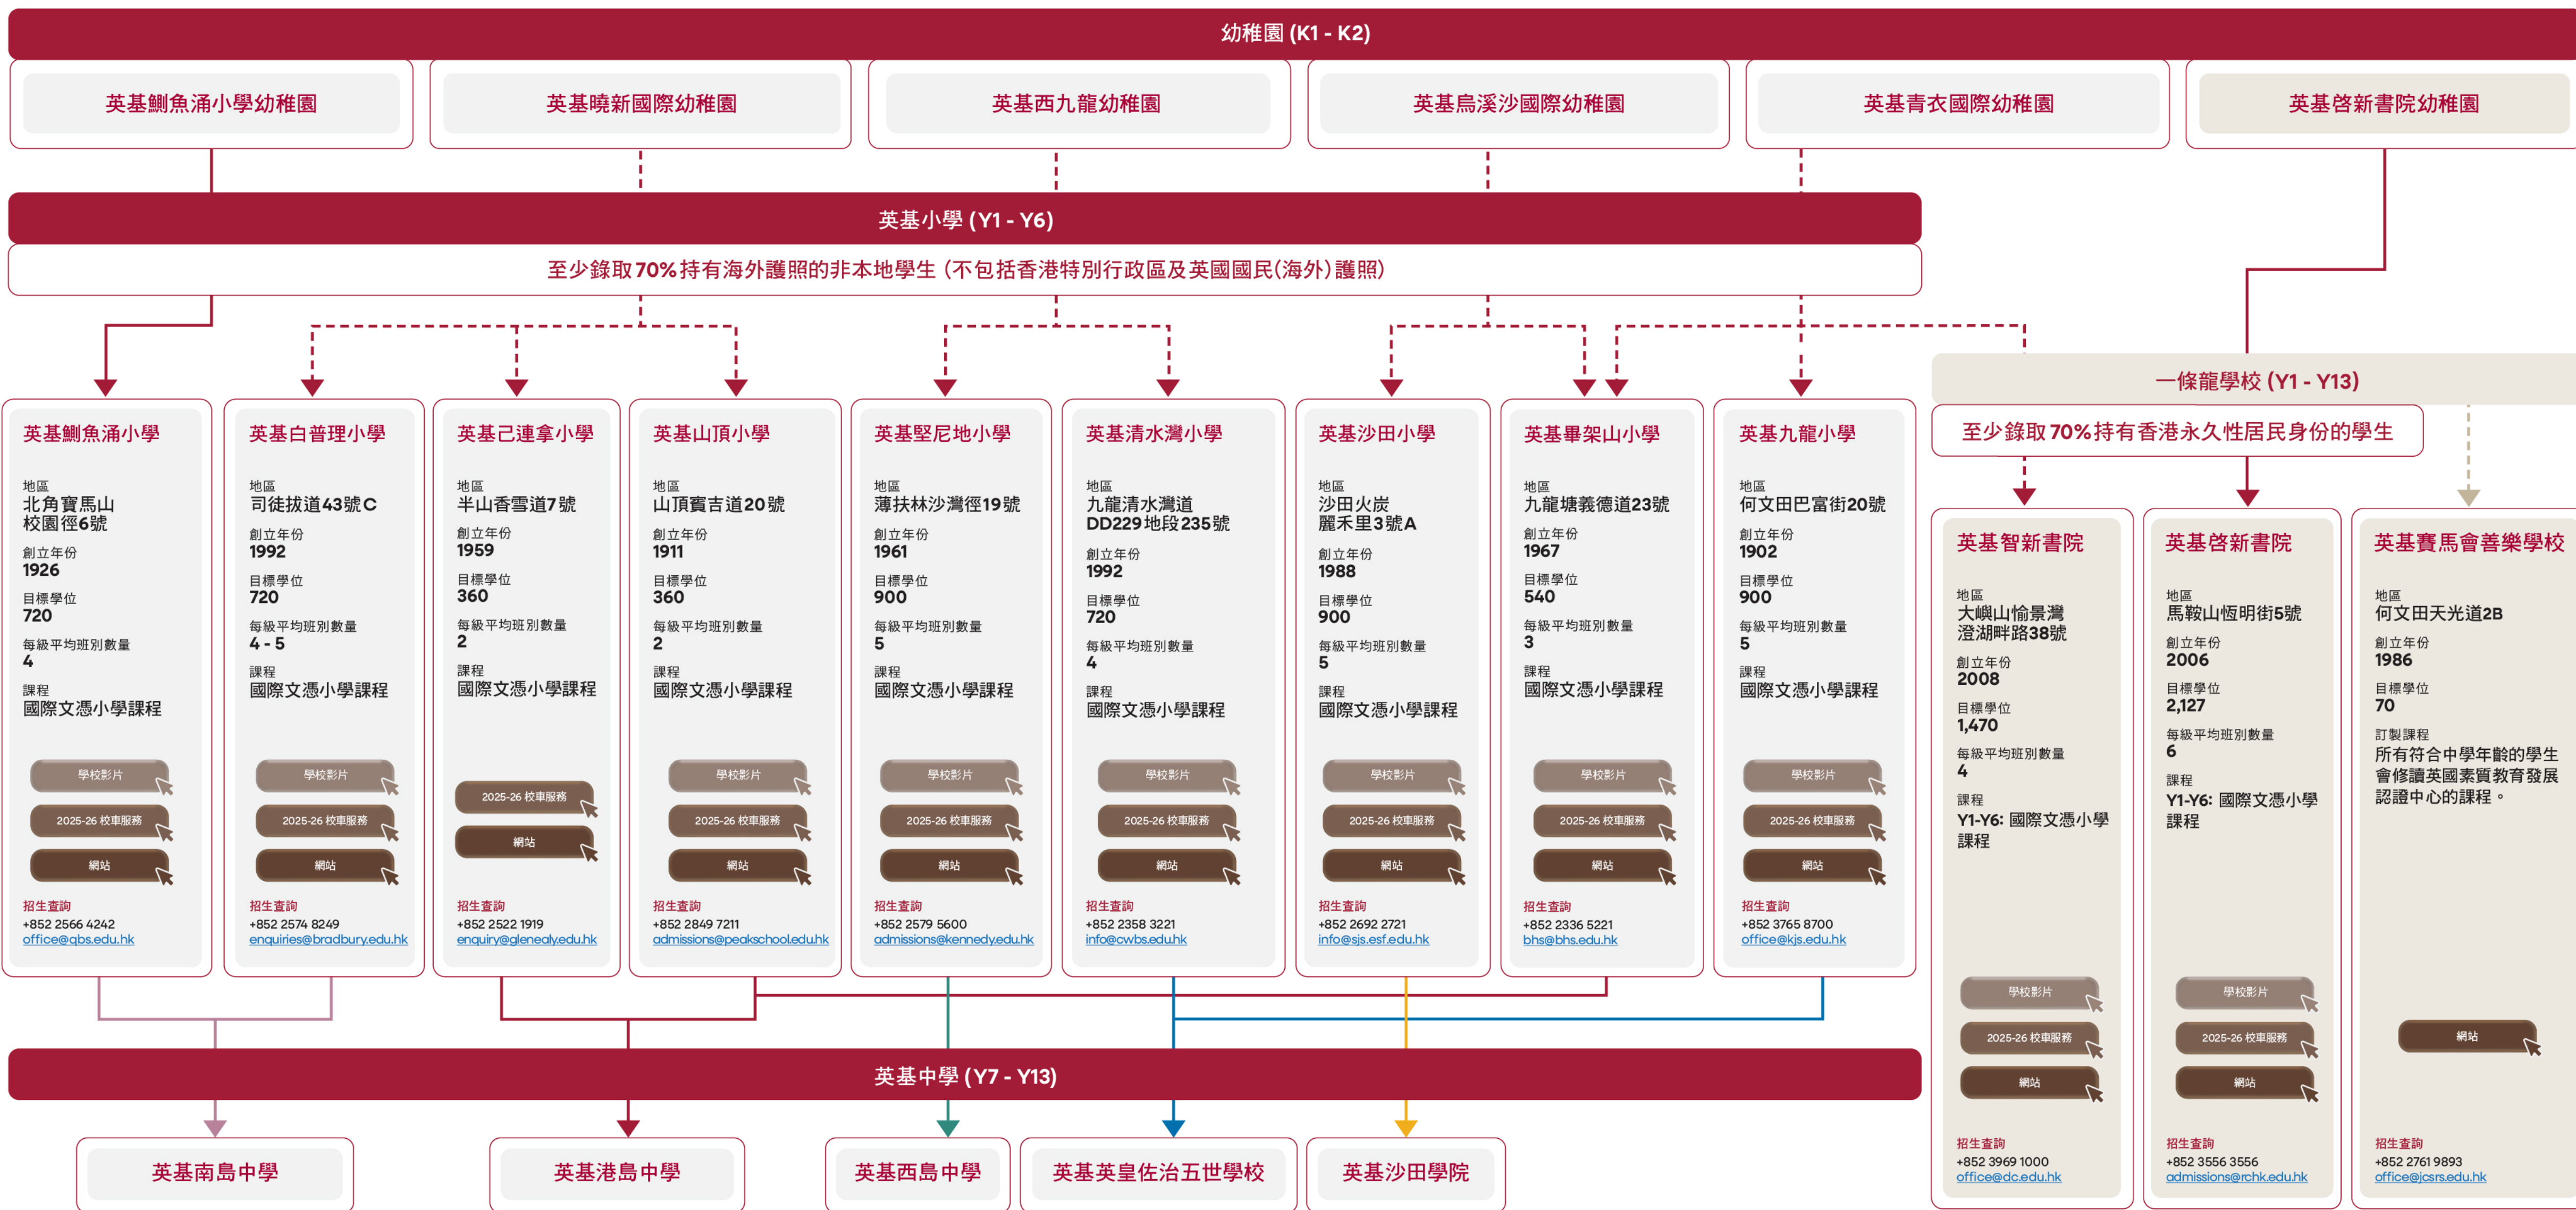 幼稚園 (K1 - K2)
英基鰂魚涌小學幼稚園
英基曉新國際幼稚園
英基西九龍幼稚園
英基烏溪沙國際幼稚園
英基青衣國際幼稚園
英基啓新書院幼稚園
英基小學 (Y1 - Y6)
至少錄取70%持有海外護照的非本地學生 (不包括香港特別行政區及英國國民(海外)護照)
英基鰂魚涌小學
地區
北角寶馬山
校園徑6號
創立年份
1926
目標學位
720
每級平均班別數量
4
課程
國際文憑小學課程
學校影片
2025-26 校車服務
網站
招生查詢
+852 2566 4242
office@qbs.edu.hk
英基白普理小學
地區
司徒拔道43號C
創立年份
1992
目標學位
720
每級平均班別數量
4 - 5
課程
國際文憑小學課程
學校影片
2025-26 校車服務
網站
招生查詢
+852 2574 8249
enquiries@bradbury.edu.hk
英基己連拿小學
地區
半山香雪道7號
創立年份
1959
目標學位
360
每級平均班別數量
2
課程
國際文憑小學課程
2025-26 校車服務
網站
招生查詢
+852 2522 1919
enquiry@glenealy.edu.hk
英基山頂小學
地區
山頂賓吉道20號
創立年份
1911
目標學位
360
每級平均班別數量
2
課程
國際文憑小學課程
學校影片
2025-26 校車服務
網站
招生查詢
+852 2849 7211
admissions@peakschool.edu.hk
英基堅尼地小學
地區
薄扶林沙灣徑19號
創立年份
1961
目標學位
900
每級平均班別數量
5
課程
國際文憑小學課程
學校影片
2025-26 校車服務
網站
招生查詢
+852 2579 5600
admissions@kennedy.edu.hk
英基清水灣小學
地區
九龍清水灣道
DD229地段235號
創立年份
1992
目標學位
720
每級平均班別數量
4
課程
國際文憑小學課程
學校影片
2025-26 校車服務
網站
招生查詢
+852 2358 3221
info@cwbs.edu.hk
英基沙田小學
地區
沙田火炭
麗禾里3號A
創立年份
1988
目標學位
900
每級平均班別數量
5
課程
國際文憑小學課程
學校影片
2025-26 校車服務
網站
招生查詢
+852 2692 2721
info@sjs.esf.edu.hk
英基畢架山小學
地區
九龍塘義德道23號
創立年份
1967
目標學位
540
每級平均班別數量
3
課程
國際文憑小學課程
學校影片
2025-26 校車服務
網站
招生查詢
+852 2336 5221
bhs@bhs.edu.hk
英基九龍小學
地區
何文田巴富街20號
創立年份
1902
目標學位
900
每級平均班別數量
5
課程
國際文憑小學課程
學校影片
2025-26 校車服務
網站
招生查詢
+852 3765 8700
office@kjs.edu.hk
一條龍學校 (Y1 - Y13)
至少錄取70%持有香港永久性居民身份的學生
英基智新書院
地區
大嶼山愉景灣
澄湖畔路38號
創立年份
2008
目標學位
1,470
每級平均班別數量
4
課程
Y1-Y6: 國際文憑小學
課程
學校影片
2025-26 校車服務
網站
招生查詢
+852 3969 1000
office@dc.edu.hk
英基啓新書院
地區
馬鞍山恆明街5號
創立年份
2006
目標學位
2,127
每級平均班別數量
6
課程
Y1-Y6: 國際文憑小學
課程
學校影片
2025-26 校車服務
網站
招生查詢
+852 3556 3556
admissions@rchk.edu.hk
英基賽馬會善樂學校
地區
何文田天光道2B
創立年份
1986
目標學位
70
訂製課程
所有符合中學年齡的學生
會修讀英國素質教育發展
認證中心的課程。
網站
招生查詢
+852 2761 9893
office@jcsrs.edu.hk
英基中學 (Y7 - Y13)
英基南島中學
英基港島中學
英基西島中學
英基英皇佐治五世學校
英基沙田學院